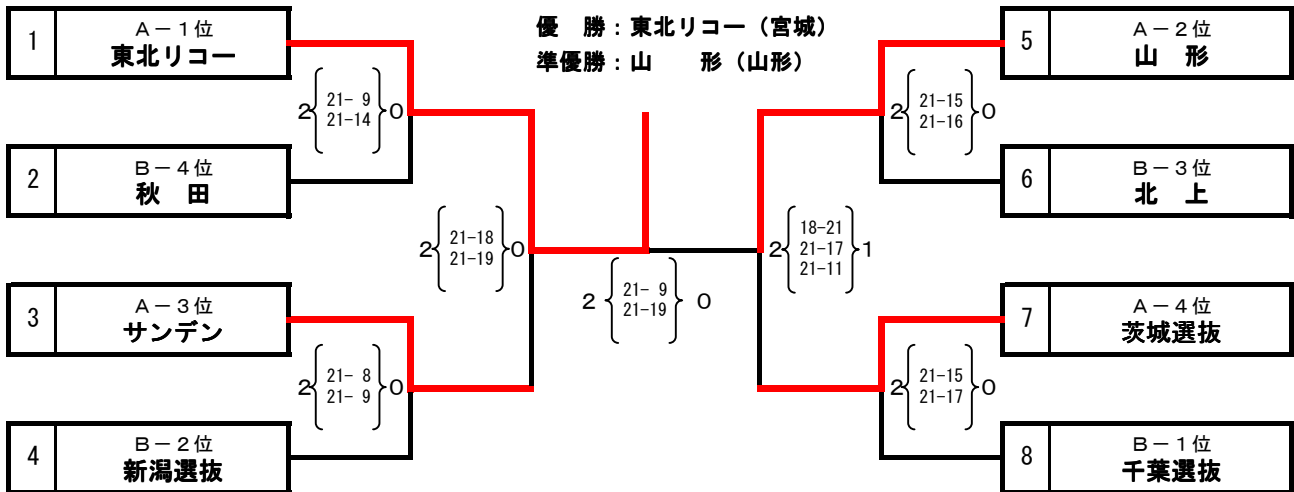 優　勝：東北リコー（宮城）
準優勝：山　　形（山形）
1
A－1位
東北リコー
2 21- 9 0
21-14
2
B－4位
秋　田
2 21-18 0
21-19
3
A－3位
サンデン
2 21- 8 0
21- 9
4
B－2位
新潟選抜
2 21- 9 0
21-19
5
A－2位
山　形
2 21-15 0
21-16
6
B－3位
北　上
18-21
2 21-17 1
21-11
7
A－4位
茨城選抜
2 21-15 0
21-17
8
B－1位
千葉選抜